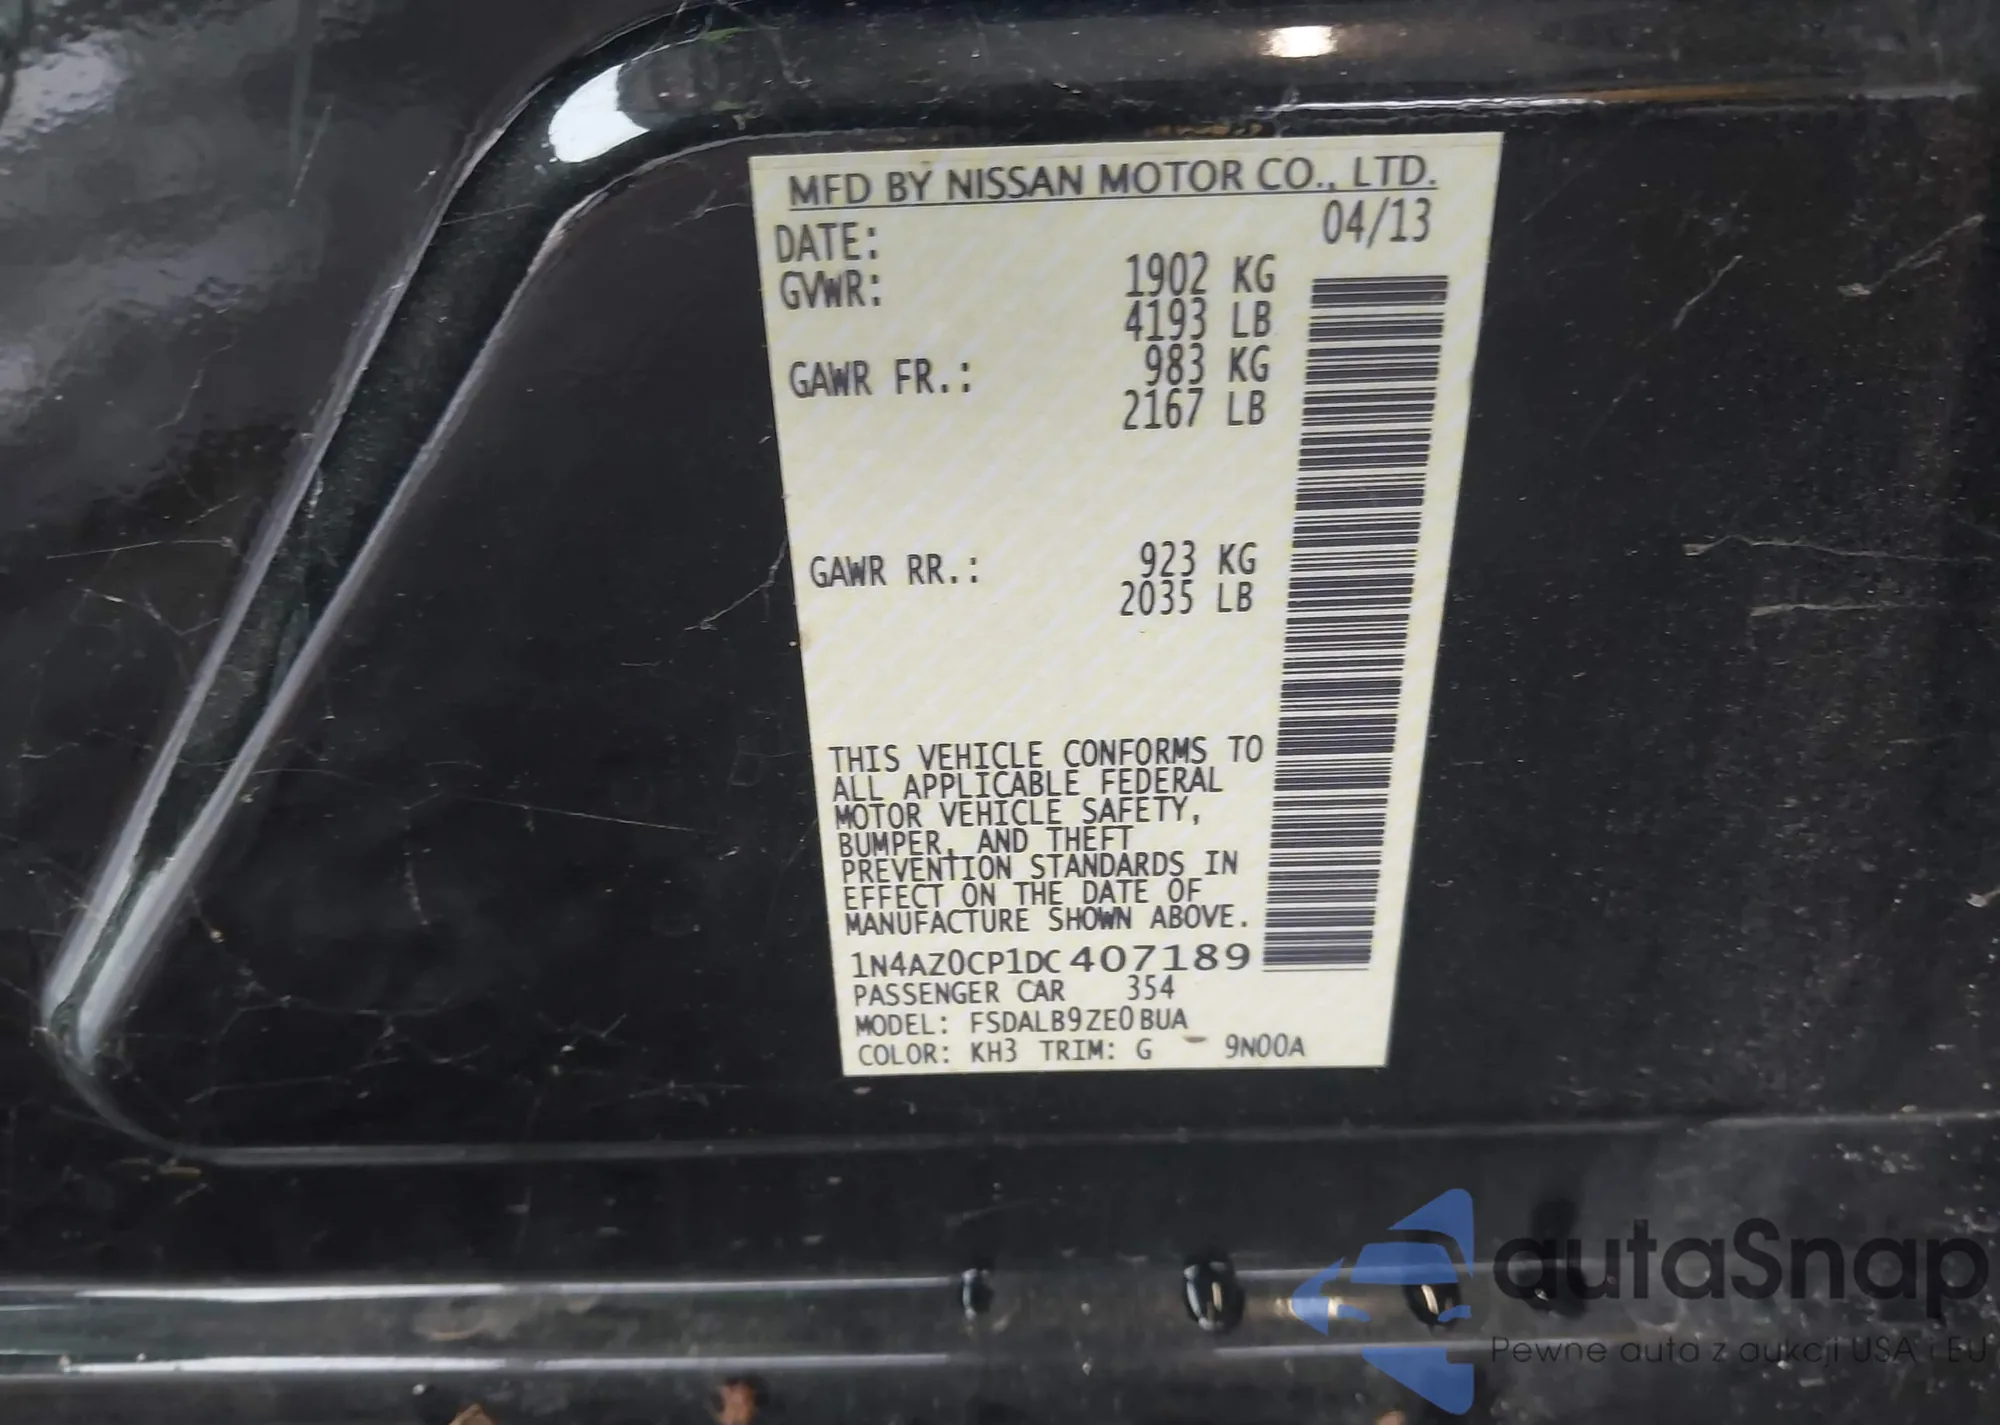 MFD BY NISSAN MOTOR CO., LTD.
DATE: 04/13
GVWR: 1902 KG
4193 LB
GAWR FR.: 983 KG
2167 LB
GAWR RR.: 923 KG
2035 LB
THIS VEHICLE CONFORMS TO
ALL APPLICABLE FEDERAL
MOTOR VEHICLE SAFETY,
BUMPER, AND THEFT
PREVENTION STANDARDS IN
EFFECT ON THE DATE OF
MANUFACTURE SHOWN ABOVE.
1N4AZ0CP1DC407189
PASSENGER CAR 354
MODEL: FSDALB9ZE0BUA
COLOR: KH3 TRIM: G 9N00A
autaSnap
Pewne auta z aukcji USA i EU